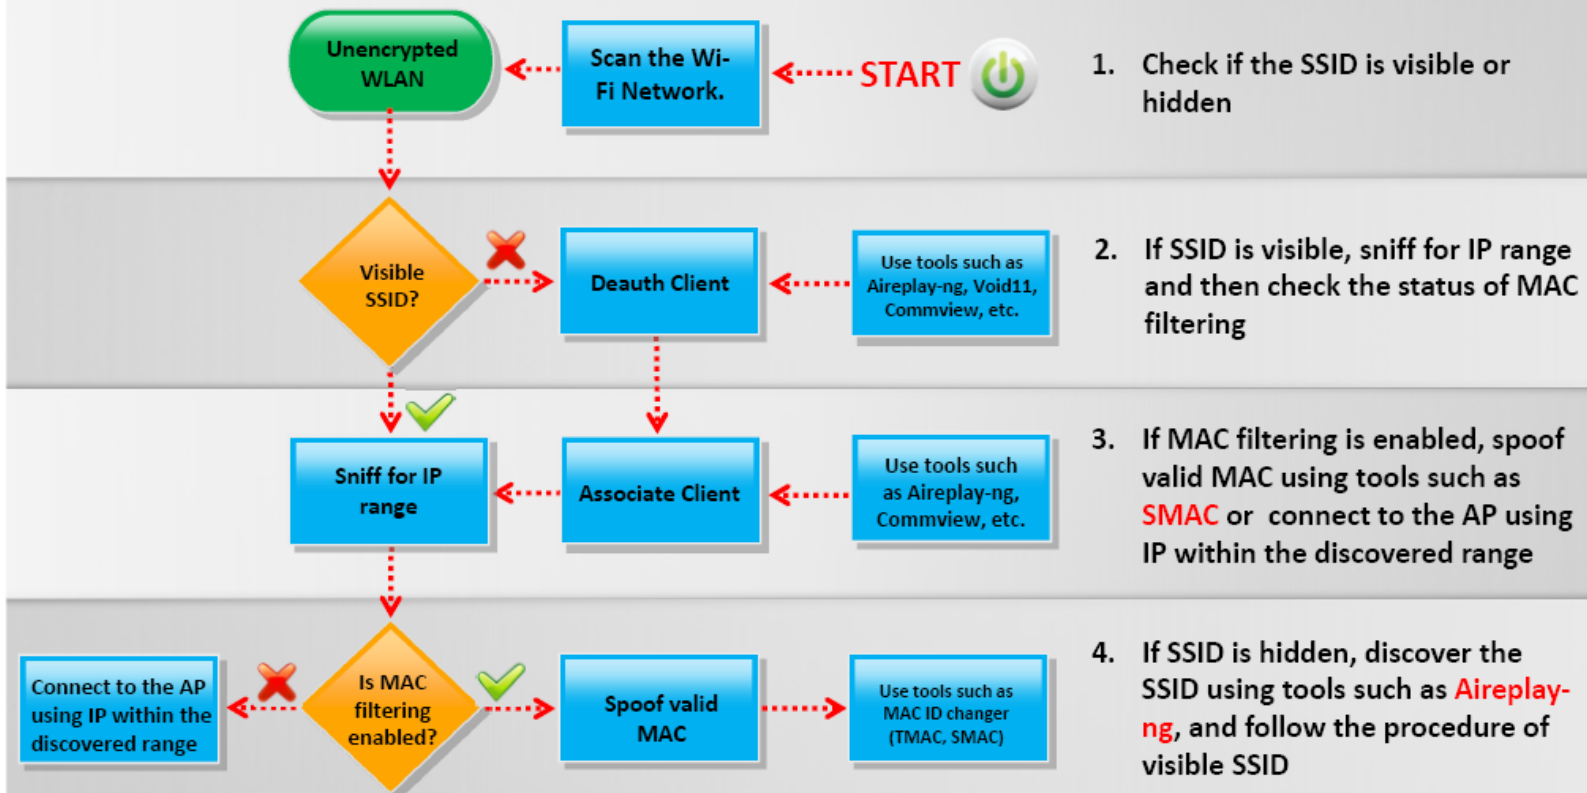 Unencrypted
WLAN
Scan the Wi-
Fi Network.
START
1. Check if the SSID is visible or
hidden
Visible
SSID?
Deauth Client
Use tools such as
Aireplay-ng, Void11,
Commview, etc.
2. If SSID is visible, sniff for IP range
and then check the status of MAC
filtering
Sniff for IP
range
Associate Client
Use tools such
as Aireplay-ng,
Commview, etc.
3. If MAC filtering is enabled, spoof
valid MAC using tools such as
SMAC or connect to the AP using
IP within the discovered range
Connect to the AP
using IP within the
discovered range
Is MAC
filtering
enabled?
Spoof valid
MAC
Use tools such as
MAC ID changer
(TMAC, SMAC)
4. If SSID is hidden, discover the
SSID using tools such as Aireplay-
ng, and follow the procedure of
visible SSID